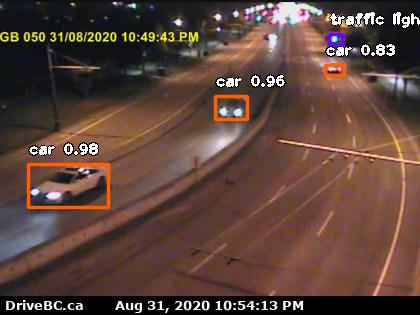 traffic ligh
GB 050 31/08/2020 10:49:43 PM
car 0.83
car 0.96
car 0.98
DriveBC.ca Aug 31, 2020 10:54:13 PM